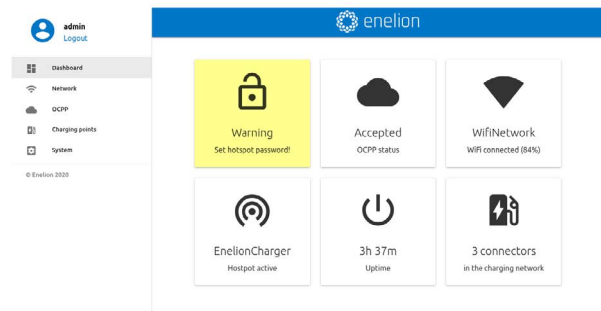 admin
Logout
Dashboard
Network
OCPP
Charging points
System
© Enelion 2020
enelion
Warning
Set hotspot password!
Accepted
OCPP status
WifiNetwork
WiFi connected (84%)
EnelionCharger
Hostpot active
3h 37m
Uptime
3 connectors
in the charging network